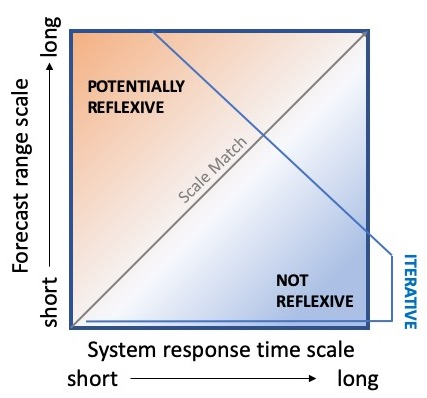 long
Forecast range scale
short
POTENTIALLY
REFLEXIVE
Scale Match
NOT
REFLEXIVE
ITERATIVE
System response time scale
short
long